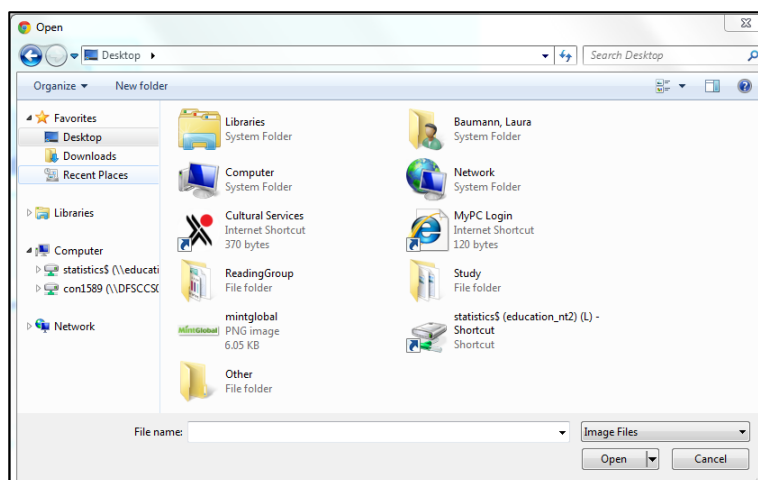 Open
Desktop
Search Desktop
Organize
New folder
Favorites
Desktop
Downloads
Recent Places
Libraries
Computer
statistics$ (\\educati
con1589 (\\DFSCCS(
Network
Libraries
System Folder
Baumann, Laura
System Folder
Computer
System Folder
Network
System Folder
Cultural Services
Internet Shortcut
370 bytes
MyPC Login
Internet Shortcut
120 bytes
ReadingGroup
File folder
Study
File folder
MintGlobal
mintglobal
PNG image
6.05 KB
statistics$ (education_nt2) (L) -
Shortcut
Shortcut
Other
File folder
File name:
Image Files
Open
Cancel